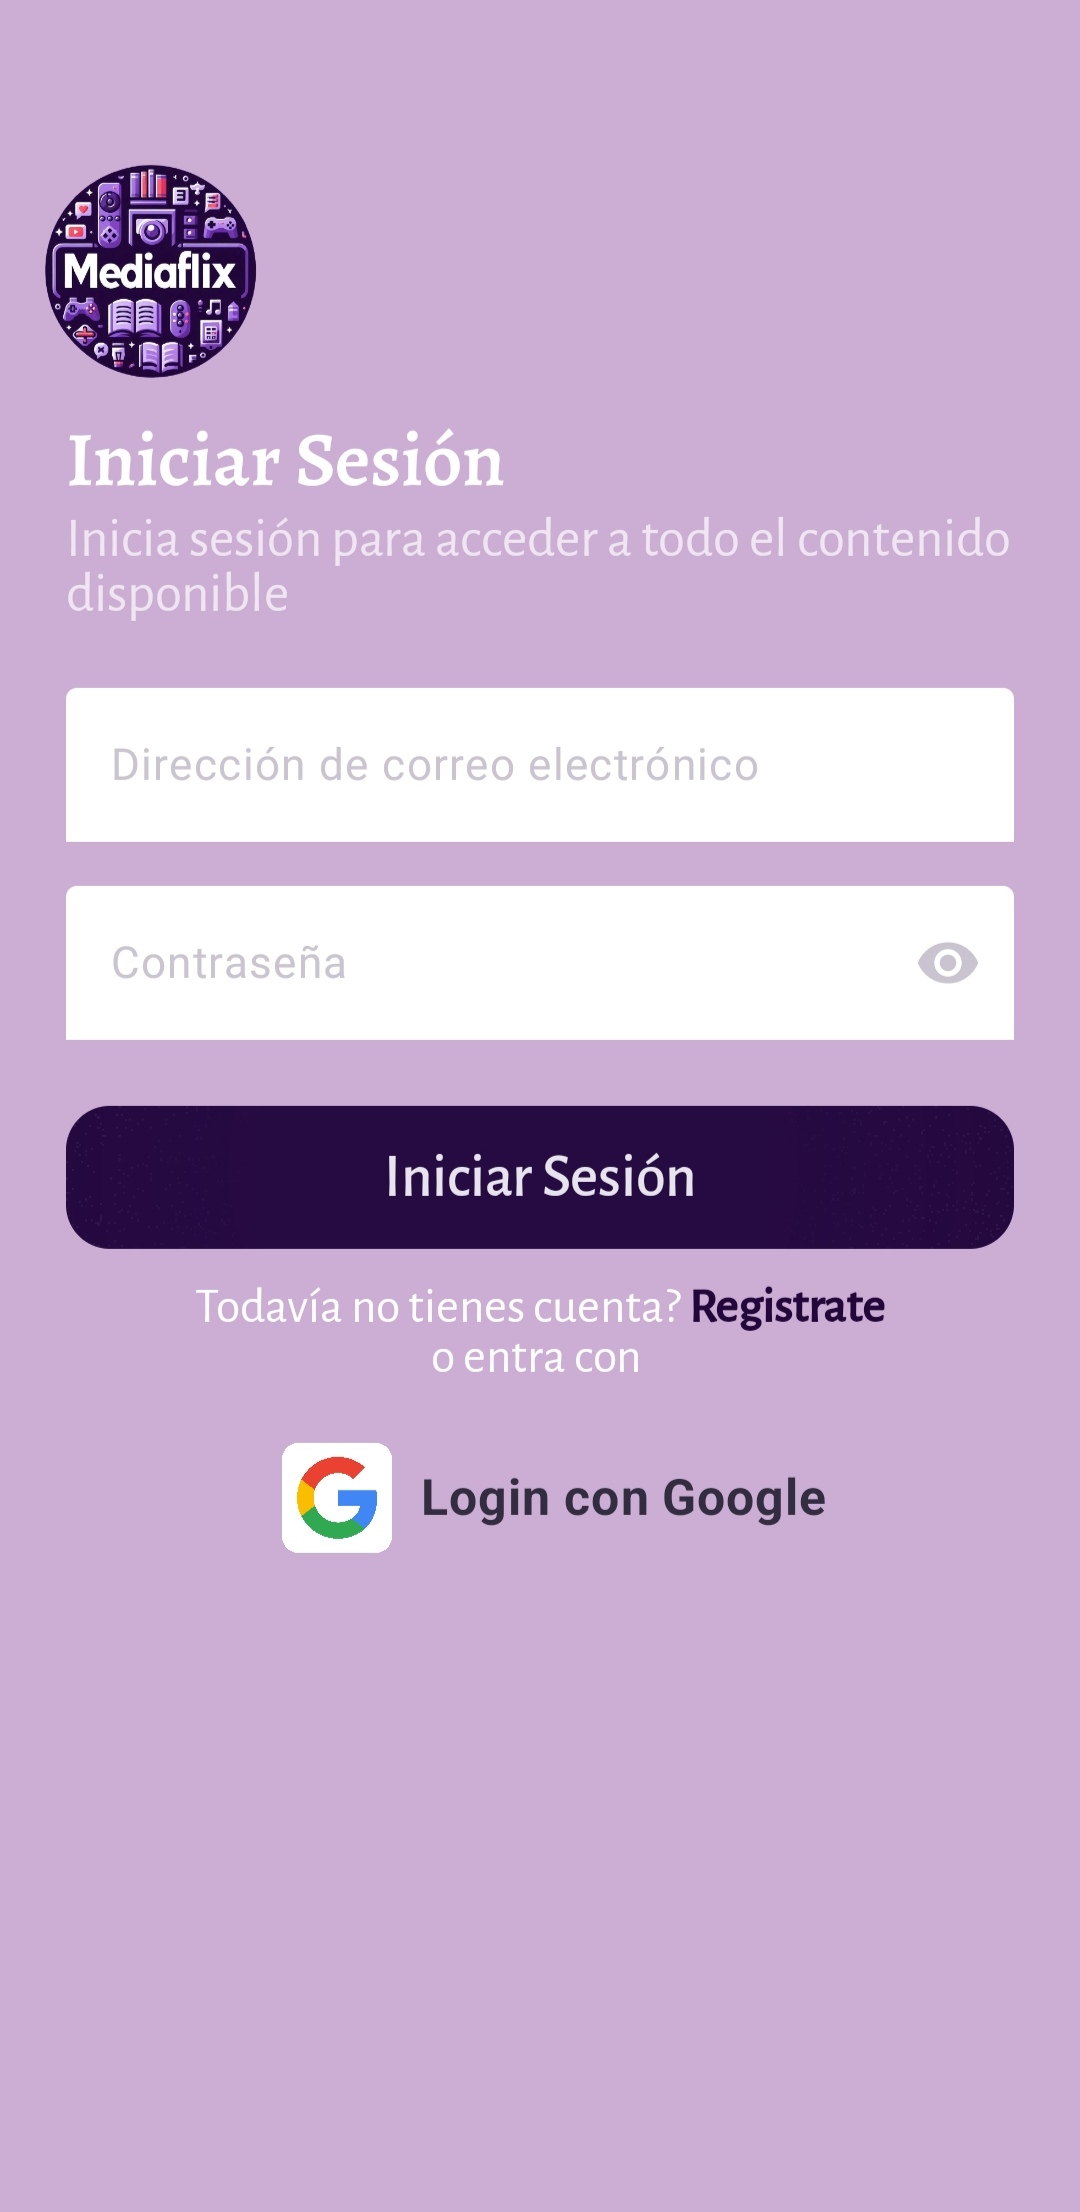 Mediaflix
Iniciar Sesión
Inicia sesión para acceder a todo el contenido
disponible
Dirección de correo electrónico
Contraseña
Iniciar Sesión
Todavía no tienes cuenta? Registrate
o entra con
Login con Google